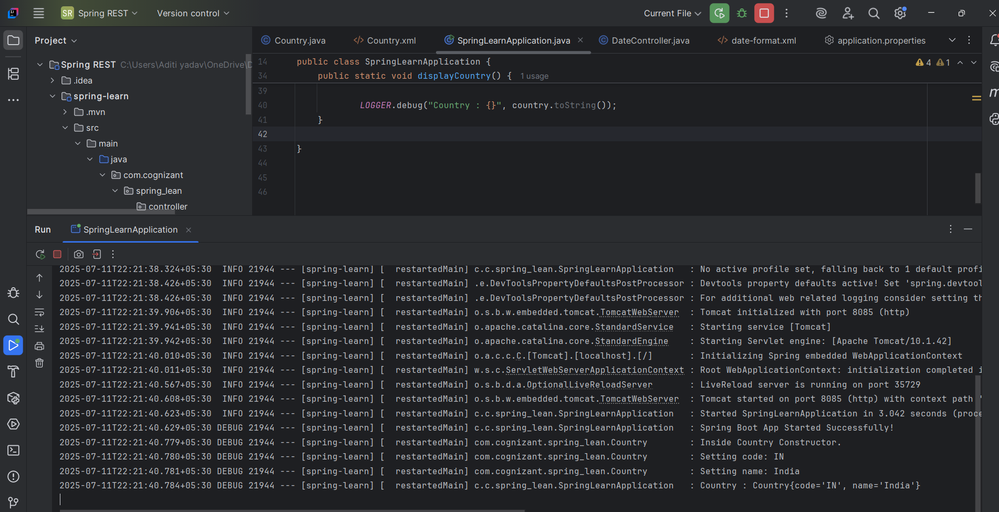 SR Spring REST Version control Current File
Project
Country.java Country.xml SpringLearnApplication.java DateController.java date-format.xml application.properties
Spring REST C:\Users\Aditi yadav\OneDrive\D
.idea
spring-learn
.mvn
src
main
java
com.cognizant
spring_lean
controller
14 public class SpringLearnApplication {
4 1
34 public static void displayCountry() { 1 usage
39
40 LOGGER.debug("Country : {}", country.toString());
41 }
42
43 }
44
45
46
Run SpringLearnApplication
2025-07-11T22:21:38.324+05:30 INFO 21944 --- [spring-learn] [ restartedMain] c.c.spring_lean.SpringLearnApplication : No active profile set, falling back to 1 default profi
2025-07-11T22:21:38.426+05:30 INFO 21944 --- [spring-learn] [ restartedMain] .e.DevToolsPropertyDefaultsPostProcessor : Devtools property defaults active! Set 'spring.devtool
2025-07-11T22:21:38.426+05:30 INFO 21944 --- [spring-learn] [ restartedMain] .e.DevToolsPropertyDefaultsPostProcessor : For additional web related logging consider setting th
2025-07-11T22:21:39.906+05:30 INFO 21944 --- [spring-learn] [ restartedMain] o.s.b.w.embedded.tomcat.TomcatWebServer : Tomcat initialized with port 8085 (http)
2025-07-11T22:21:39.941+05:30 INFO 21944 --- [spring-learn] [ restartedMain] o.apache.catalina.core.StandardService : Starting service [Tomcat]
2025-07-11T22:21:39.942+05:30 INFO 21944 --- [spring-learn] [ restartedMain] o.apache.catalina.core.StandardEngine : Starting Servlet engine: [Apache Tomcat/10.1.42]
2025-07-11T22:21:40.010+05:30 INFO 21944 --- [spring-learn] [ restartedMain] o.a.c.c.C.[Tomcat].[localhost].[/] : Initializing Spring embedded WebApplicationContext
2025-07-11T22:21:40.011+05:30 INFO 21944 --- [spring-learn] [ restartedMain] w.s.c.ServletWebServerApplicationContext : Root WebApplicationContext: initialization completed i
2025-07-11T22:21:40.567+05:30 INFO 21944 --- [spring-learn] [ restartedMain] o.s.b.d.a.OptionalLiveReloadServer : LiveReload server is running on port 35729
2025-07-11T22:21:40.608+05:30 INFO 21944 --- [spring-learn] [ restartedMain] o.s.b.w.embedded.tomcat.TomcatWebServer : Tomcat started on port 8085 (http) with context path '
2025-07-11T22:21:40.623+05:30 INFO 21944 --- [spring-learn] [ restartedMain] c.c.spring_lean.SpringLearnApplication : Started SpringLearnApplication in 3.042 seconds (proce
2025-07-11T22:21:40.629+05:30 DEBUG 21944 --- [spring-learn] [ restartedMain] c.c.spring_lean.SpringLearnApplication : Spring Boot App Started Successfully!
2025-07-11T22:21:40.779+05:30 DEBUG 21944 --- [spring-learn] [ restartedMain] com.cognizant.spring_lean.Country : Inside Country Constructor.
2025-07-11T22:21:40.780+05:30 DEBUG 21944 --- [spring-learn] [ restartedMain] com.cognizant.spring_lean.Country : Setting code: IN
2025-07-11T22:21:40.781+05:30 DEBUG 21944 --- [spring-learn] [ restartedMain] com.cognizant.spring_lean.Country : Setting name: India
2025-07-11T22:21:40.784+05:30 DEBUG 21944 --- [spring-learn] [ restartedMain] c.c.spring_lean.SpringLearnApplication : Country : Country{code='IN', name='India'}